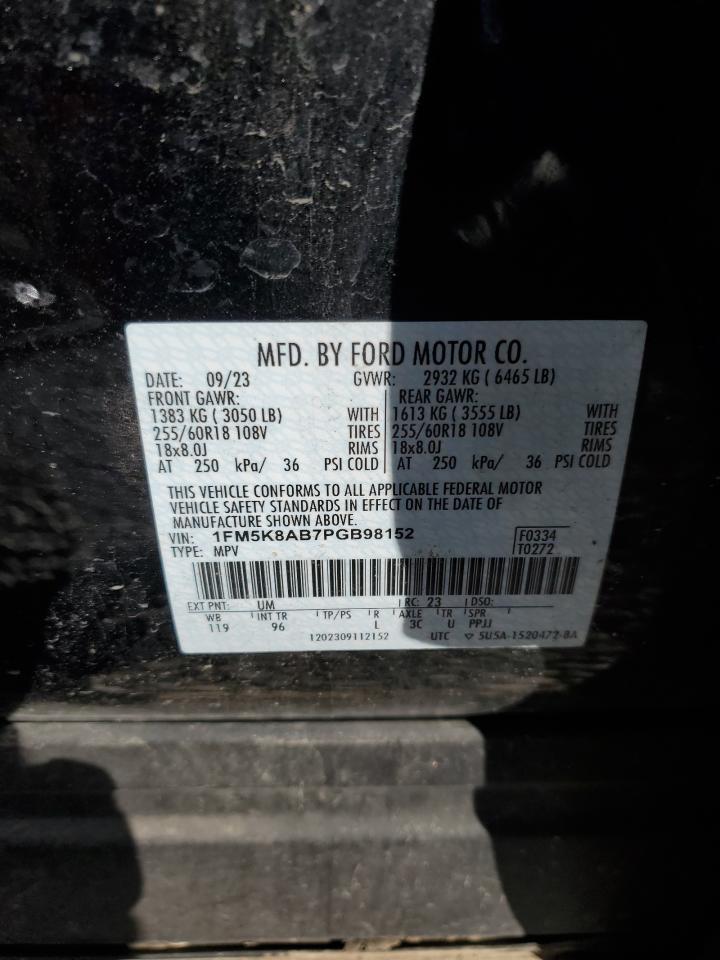 MFD. BY FORD MOTOR CO.
DATE: 09/23 GVWR: 2932 KG ( 6465 LB)
FRONT GAWR: REAR GAWR:
1383 KG ( 3050 LB) WITH 1613 KG ( 3555 LB) WITH
255/60R18 108V TIRES 255/60R18 108V TIRES
18x8.0J RIMS 18x8.0J RIMS
AT 250 kPa/ 36 PSI COLD AT 250 kPa/ 36 PSI COLD
THIS VEHICLE CONFORMS TO ALL APPLICABLE FEDERAL MOTOR
VEHICLE SAFETY STANDARDS IN EFFECT ON THE DATE OF
MANUFACTURE SHOWN ABOVE.
VIN: 1FM5K8AB7PGB98152 F0334
TYPE: MPV T0272
EXT PNT: UM RC: 23 DSO:
WB INT TR TP/PS R AXLE TR SPR
119 96 L 3C U PPJJ
1202309112152 UTC ▽ 5U5A-1520472-8A